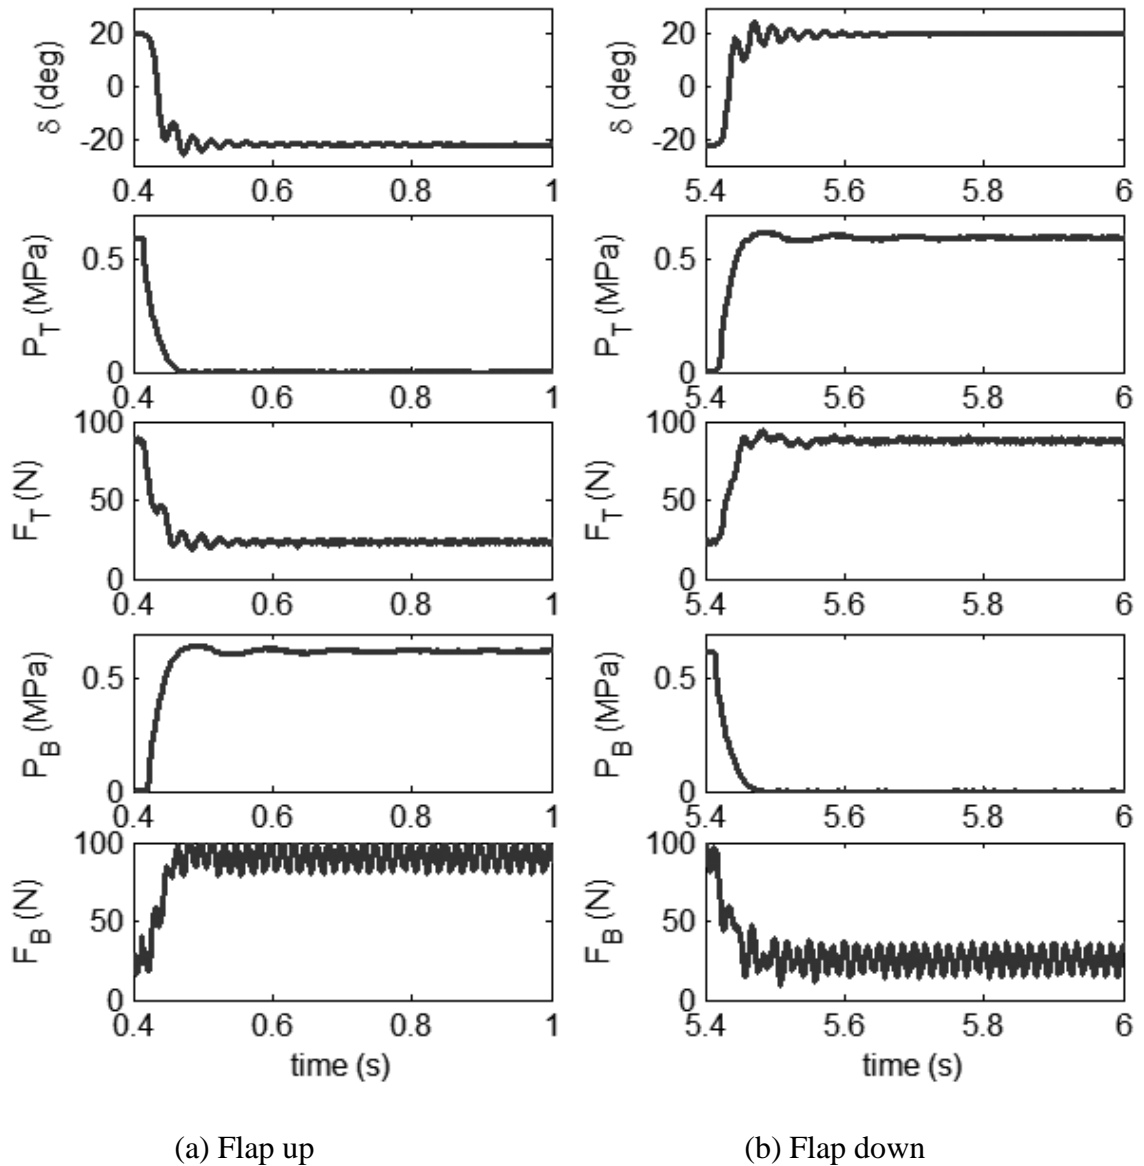 δ (deg)
20
0
-20
0.4 0.6 0.8 1
δ (deg)
20
0
-20
5.4 5.6 5.8 6
P_T (MPa)
0.5
0
0.4 0.6 0.8 1
P_T (MPa)
0.5
0
5.4 5.6 5.8 6
F_T (N)
100
50
0
0.4 0.6 0.8 1
F_T (N)
100
50
0
5.4 5.6 5.8 6
P_B (MPa)
0.5
0
0.4 0.6 0.8 1
P_B (MPa)
0.5
0
5.4 5.6 5.8 6
F_B (N)
100
50
0
0.4 0.6 0.8 1
time (s)
F_B (N)
100
50
0
5.4 5.6 5.8 6
time (s)
(a) Flap up
(b) Flap down